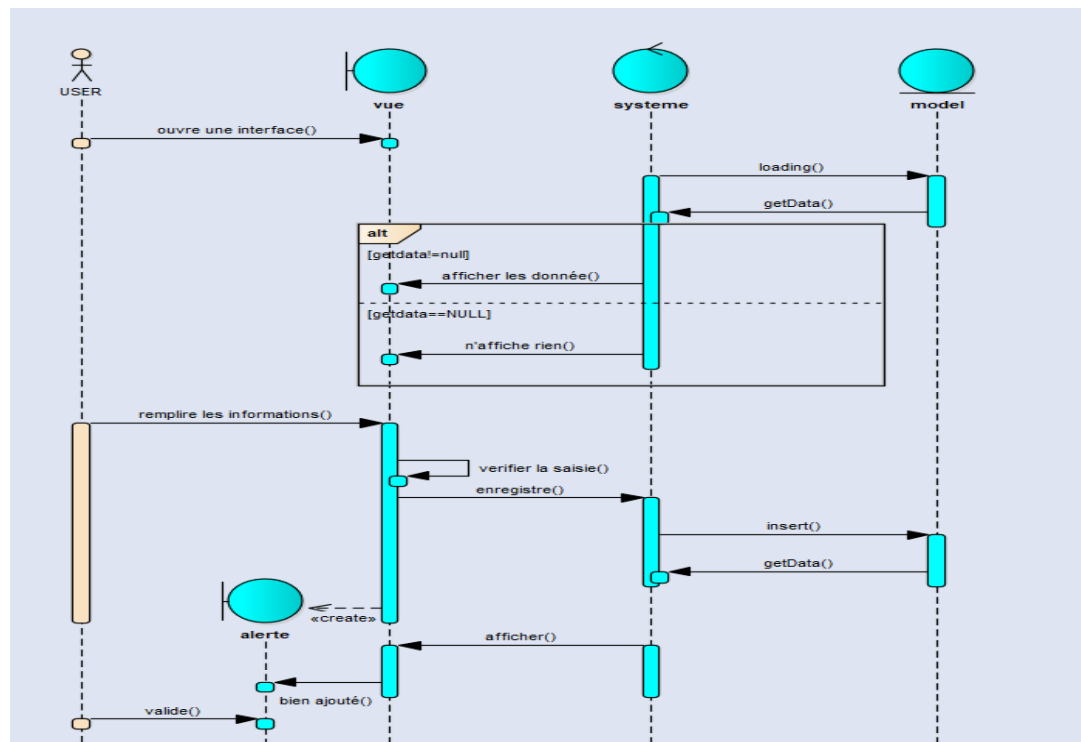 USER
vue
systeme
model
ouvre une interface()
loading()
getData()
alt
[getdata!=null]
afficher les donnée()
[getdata==NULL]
n'affiche rien()
remplire les informations()
verifier la saisie()
enregistre()
insert()
getData()
«create»
alerte
afficher()
bien ajouté()
valide()